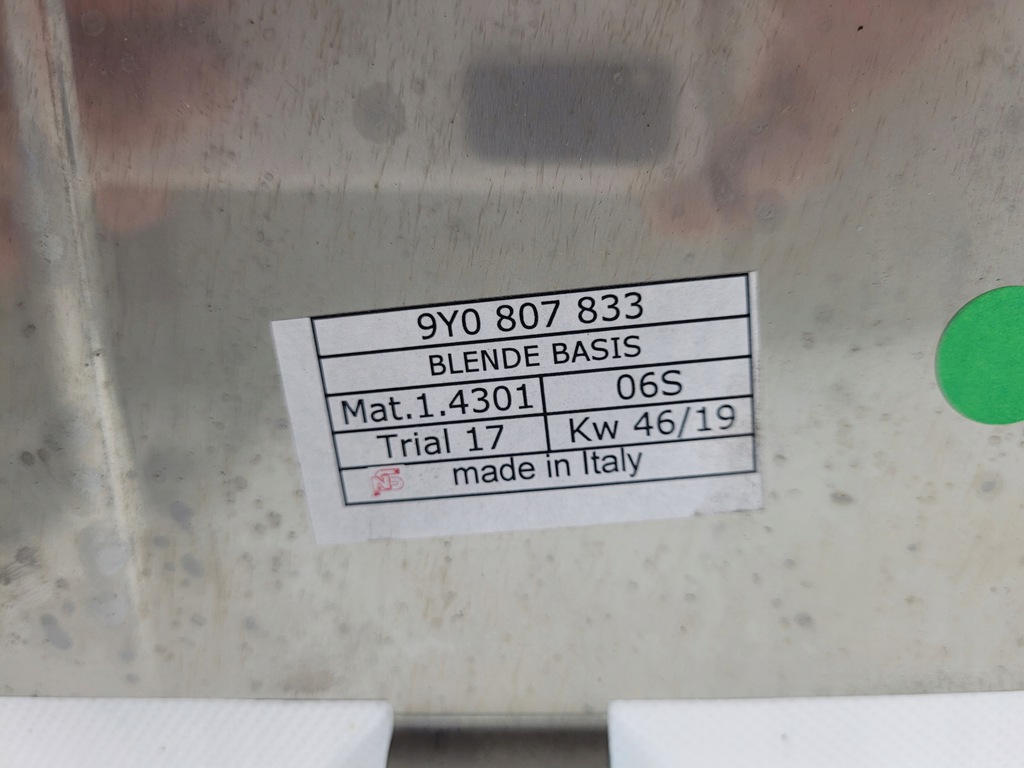 9Y0 807 833
BLENDE BASIS
Mat.1.4301 06S
Trial 17 Kw 46/19
made in Italy